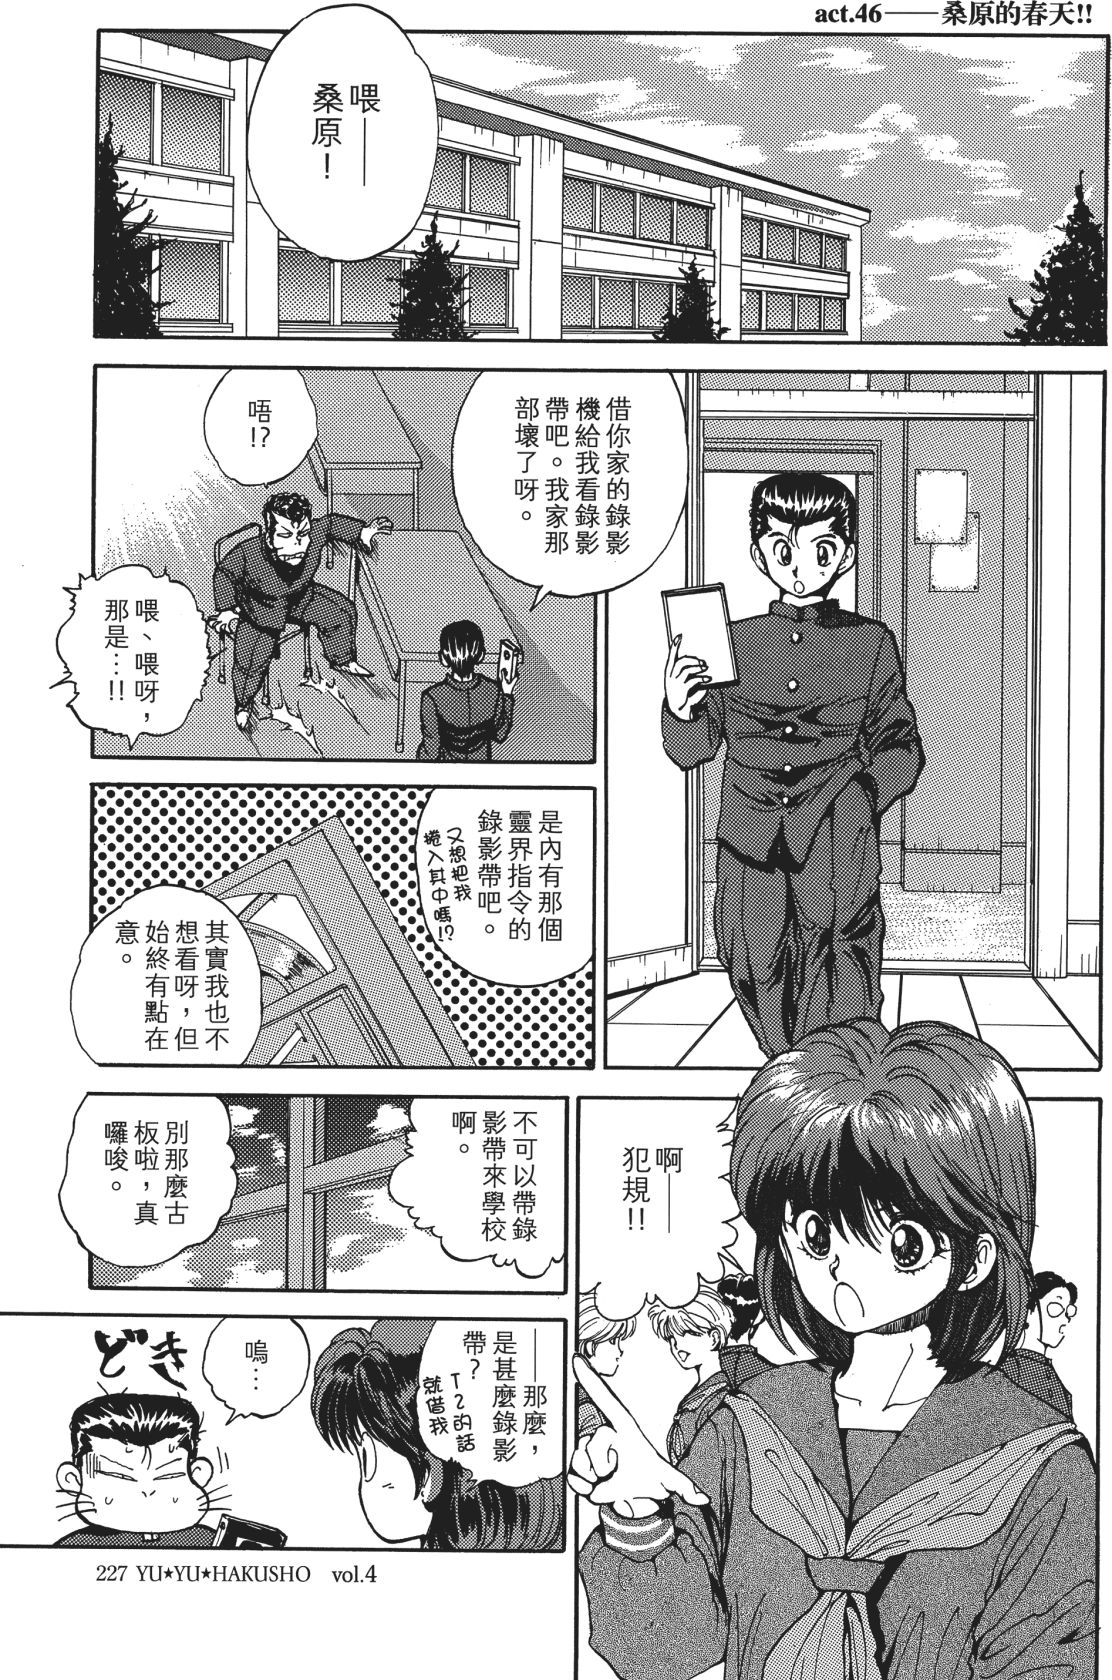 act.46——桑原的春天!!
喂——
桑原！
借你家的錄影
機給我看錄影
帶吧。我家那
部壞了呀。
唔!?
喂、喂呀，
那是…!!
是內有那個
靈界指令的
錄影帶吧。
又想把我
捲入其中嗎!?
其實我也不
想看呀，但
始終有點在
意。
啊——
犯規!!
不可以帶錄
影帶來學校
啊。
別那麼古
板啦，真
囉唆。
——那麼，
是甚麼錄影
帶?
T2的話
就借我
嗚…
どき
227 YU★YU★HAKUSHO vol.4